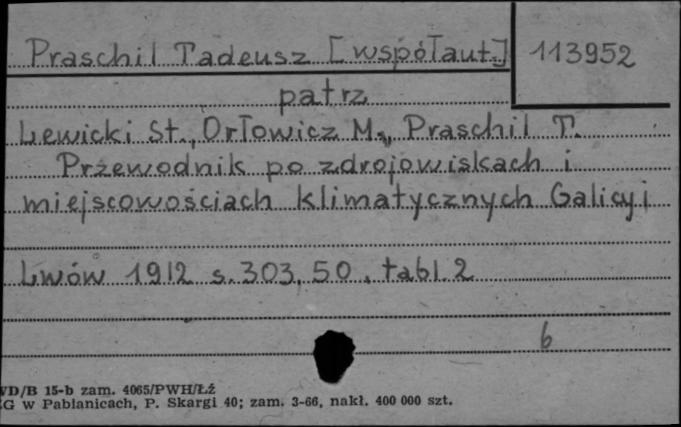 Praschil Tadeusz [współaut.] 113952
patrz
Lewicki St., Orłowicz M., Praschil T.
Przewodnik po zdrojowiskach i
miejscowościach klimatycznych Galicyi
Lwów 1912 s. 303, 50, tabl. 2
6
WD/B 15-b zam. 4065/PWH/Łź
G w Pabianicach, P. Skargi 40; zam. 3-66, nakł. 400 000 szt.